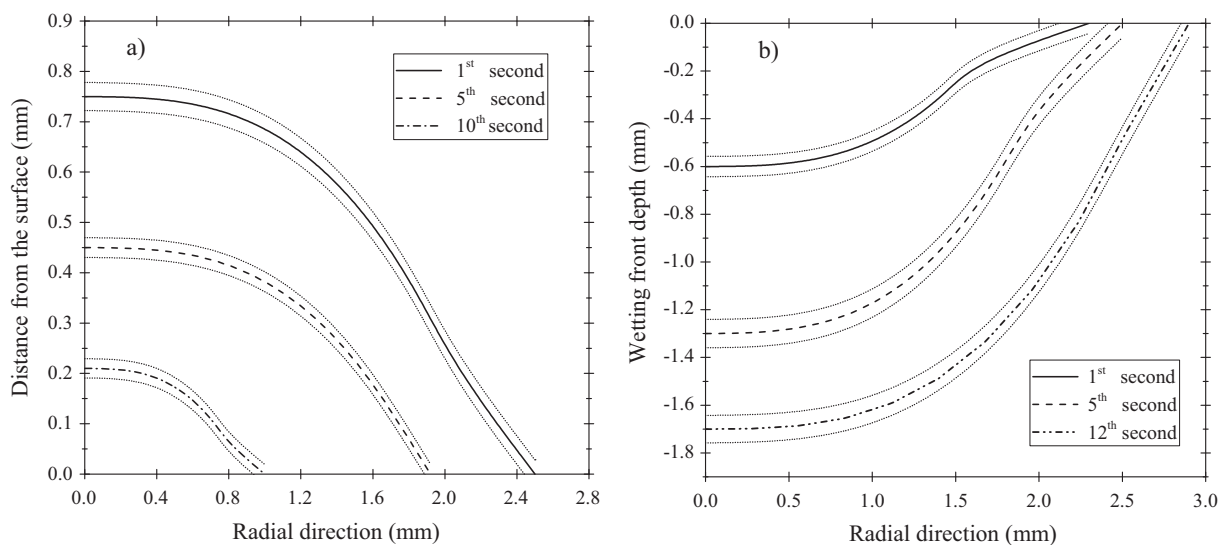 a)
1st second
5th second
10th second
Distance from the surface (mm)
0.9
0.8
0.7
0.6
0.5
0.4
0.3
0.2
0.1
0.0
0.0 0.4 0.8 1.2 1.6 2.0 2.4 2.8
Radial direction (mm)
b)
1st second
5th second
12th second
Wetting front depth (mm)
0.0
-0.2
-0.4
-0.6
-0.8
-1.0
-1.2
-1.4
-1.6
-1.8
0.0 0.5 1.0 1.5 2.0 2.5 3.0
Radial direction (mm)